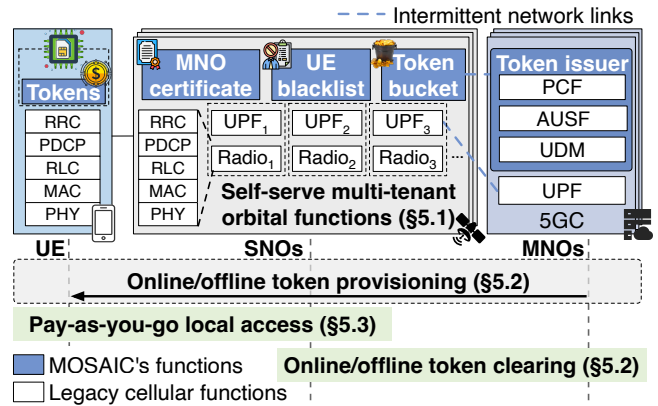 Intermittent network links
Tokens
RRC
PDCP
RLC
MAC
PHY
UE
MNO
certificate
UE
blacklist
Token
bucket
RRC
PDCP
RLC
MAC
PHY
UPF1 UPF2 UPF3
Radio1 Radio2 Radio3 ...
Self-serve multi-tenant
orbital functions (§5.1)
SNOs
Token issuer
PCF
AUSF
UDM
UPF
5GC
MNOs
Online/offline token provisioning (§5.2)
Pay-as-you-go local access (§5.3)
Online/offline token clearing (§5.2)
MOSAIC's functions
Legacy cellular functions